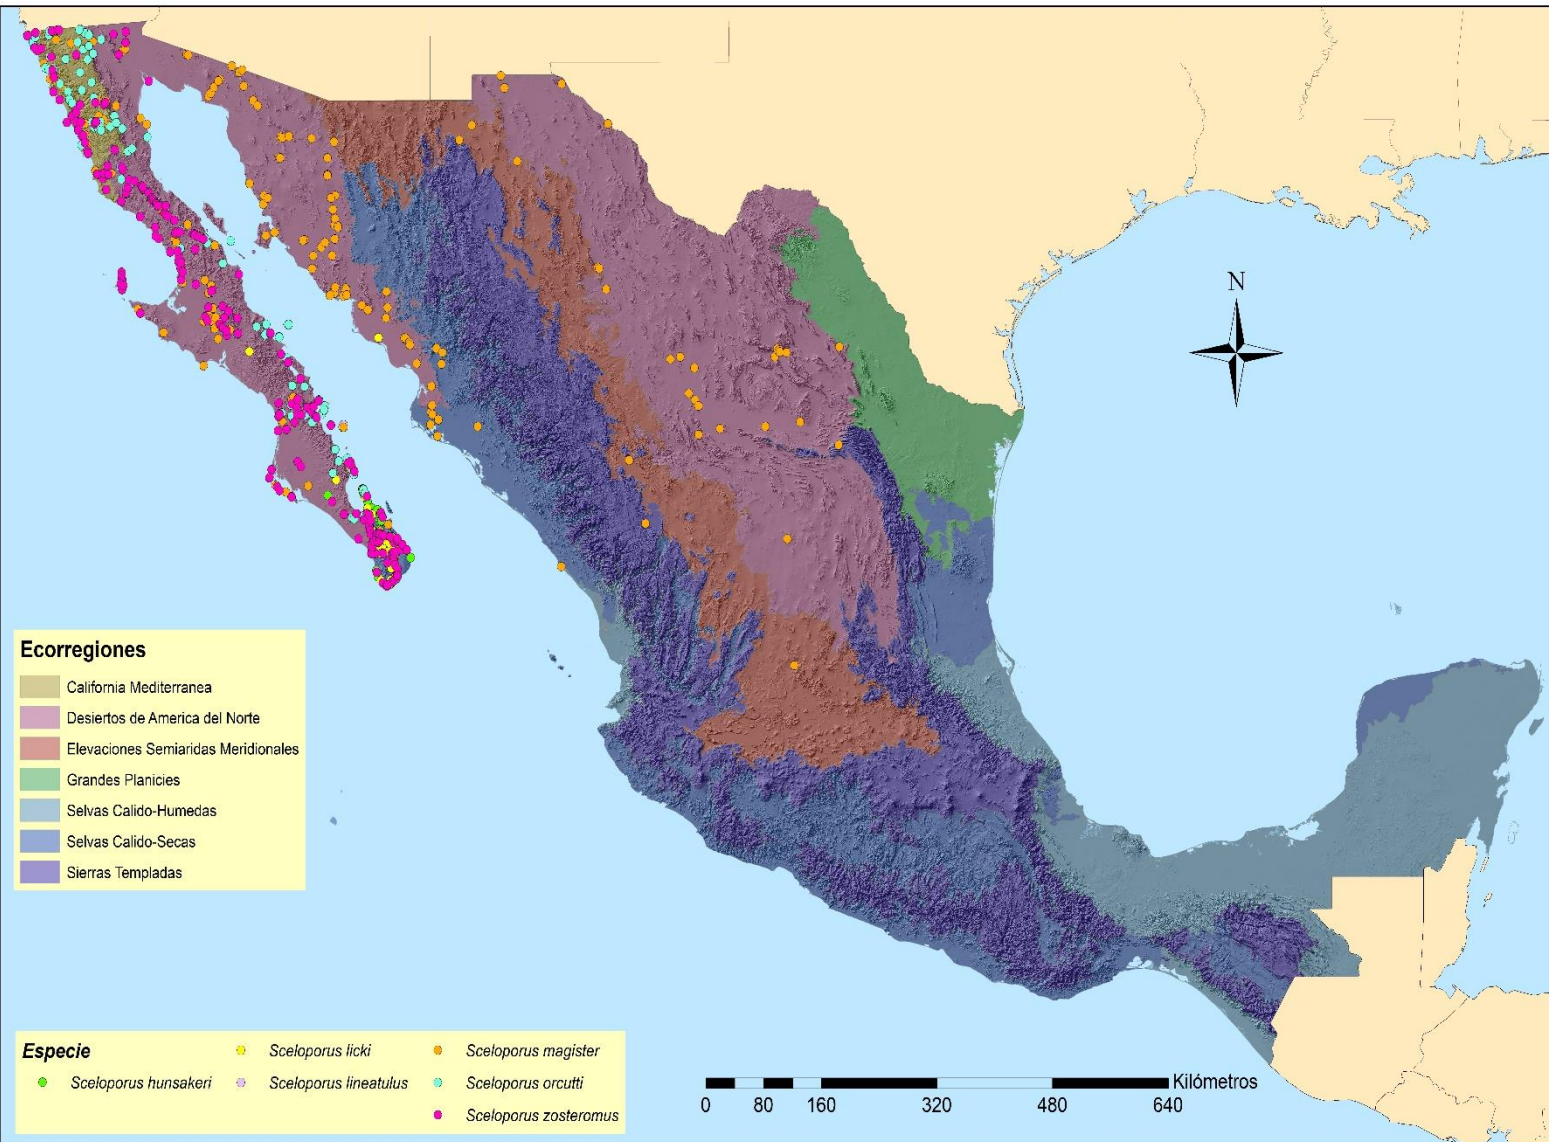 N
Ecorregiones
California Mediterranea
Desiertos de America del Norte
Elevaciones Semiaridas Meridionales
Grandes Planicies
Selvas Calido-Humedas
Selvas Calido-Secas
Sierras Templadas
Especie
Sceloporus licki
Sceloporus magister
Sceloporus hunsakeri
Sceloporus lineatulus
Sceloporus orcutti
Sceloporus zosteromus
Kilómetros
0 80 160 320 480 640